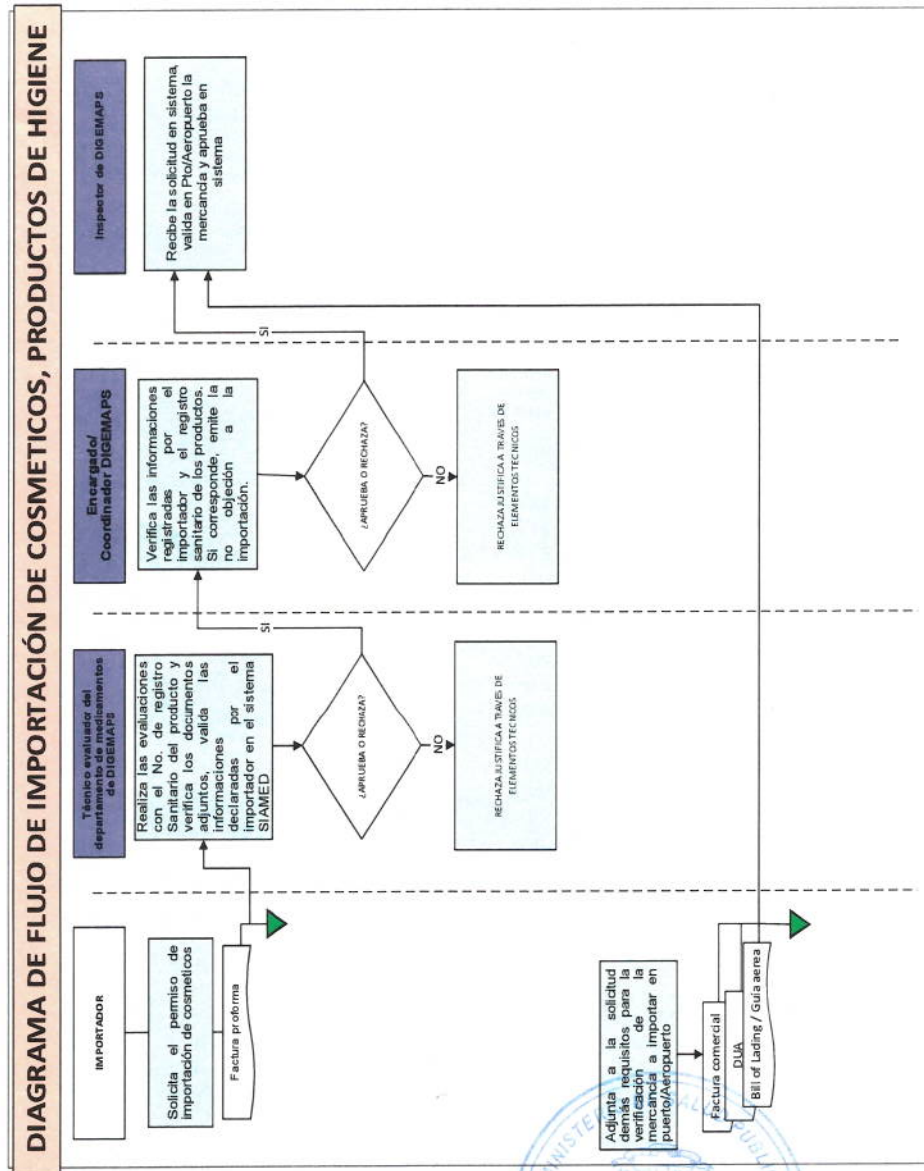 DIAGRAMA DE FLUJO DE IMPORTACIÓN DE COSMETICOS, PRODUCTOS DE HIGIENE
IMPORTADOR
Solicita el permiso de
importación de cosmeticos
Factura proforma
Adjunta a la solicitud
demás requisitos para la
verificación de la
mercancía a importar en
puerto/Aeropuerto
Factura comercial
DUA
Bill of Lading / Guia aerea
Técnico evaluador del
departamento de medicamentos
de DIGEMAPS
Realiza las evaluaciones
con el No. de registro
Sanitario del producto y
verifica los documentos
adjuntos, valida las
informaciones
declaradas por el
importador en el sistema
SIAMED
¿APRUEBA O RECHAZA?
SI
NO
RECHAZA JUSTIFICA A TRAVES DE
ELEMENTOS TECNICOS
Encargado/
Coordinador DIGEMAPS
Verifica las informaciones
registradas por el
importador y el registro
sanitario de los productos.
Si corresponde, emite la
no objeción a la
importación.
¿APRUEBA O RECHAZA?
SI
NO
RECHAZA JUSTIFICA A TRAVES DE
ELEMENTOS TECNICOS
Inspector de DIGEMAPS
Recibe la solicitud en sistema,
valida en Pto/Aeropuerto la
mercancía y aprueba en
sistema